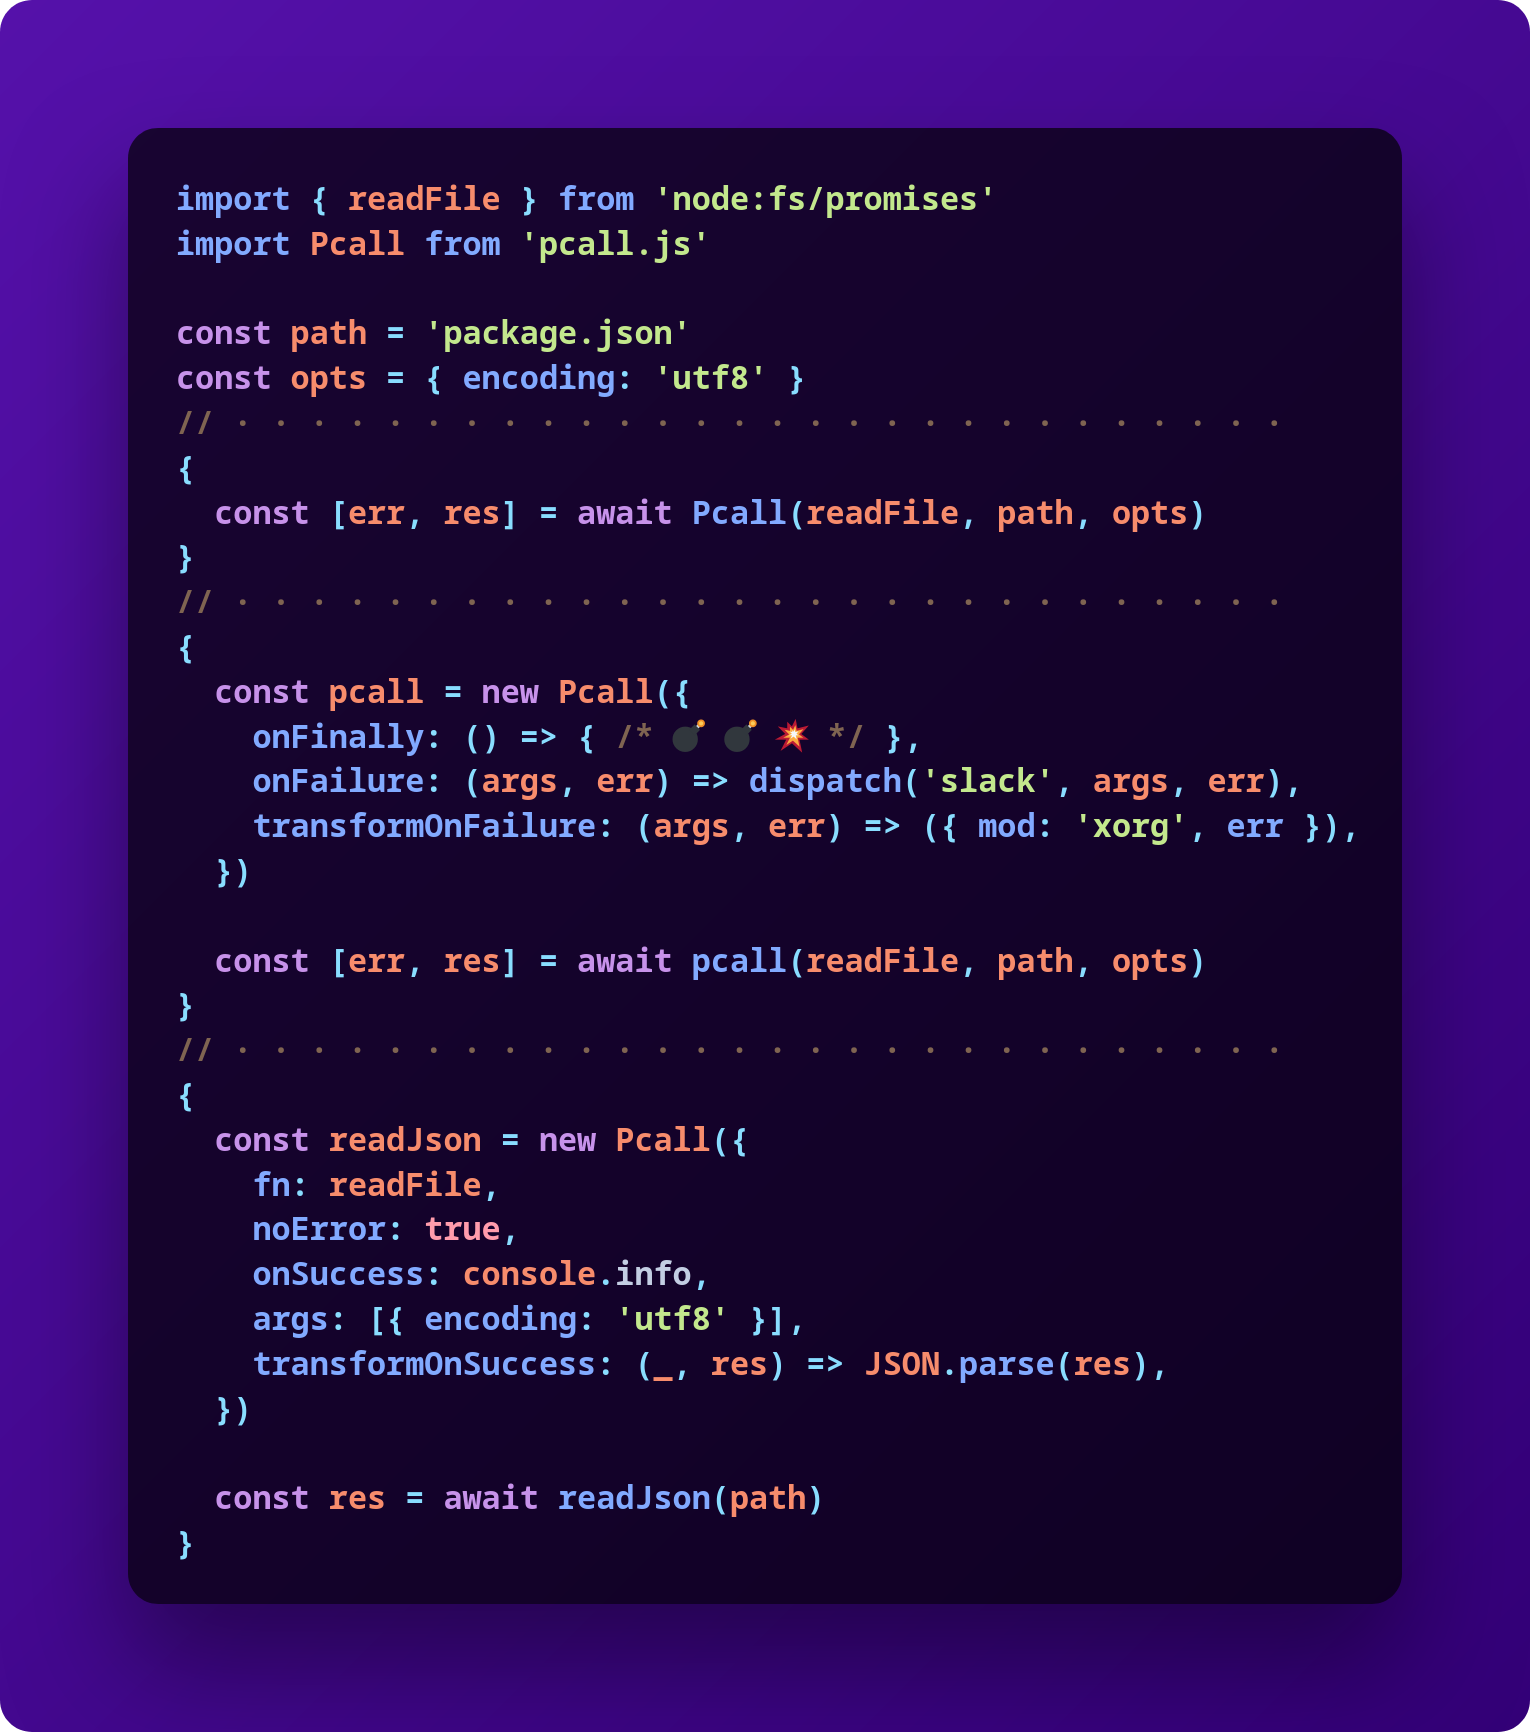 import { readFile } from 'node:fs/promises'
import Pcall from 'pcall.js'

const path = 'package.json'
const opts = { encoding: 'utf8' }
// · · · · · · · · · · · · · · · · · · · · · · · · · · · ·
{
  const [err, res] = await Pcall(readFile, path, opts)
}
// · · · · · · · · · · · · · · · · · · · · · · · · · · · ·
{
  const pcall = new Pcall({
    onFinally: () => { /* 💣 💣 💥 */ },
    onFailure: (args, err) => dispatch('slack', args, err),
    transformOnFailure: (args, err) => ({ mod: 'xorg', err }),
  })

  const [err, res] = await pcall(readFile, path, opts)
}
// · · · · · · · · · · · · · · · · · · · · · · · · · · · ·
{
  const readJson = new Pcall({
    fn: readFile,
    noError: true,
    onSuccess: console.info,
    args: [{ encoding: 'utf8' }],
    transformOnSuccess: (_, res) => JSON.parse(res),
  })

  const res = await readJson(path)
}